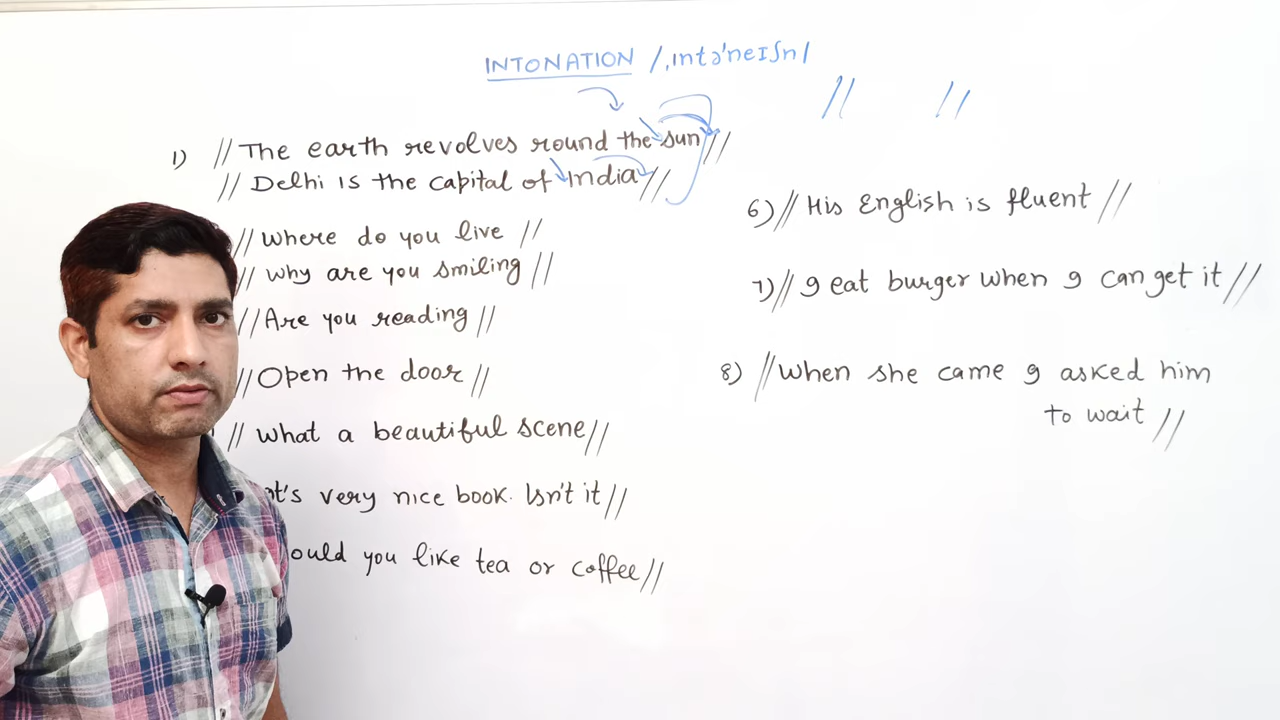 INTONATION /ˌɪntəˈneɪʃn/
// //
1) // The earth revolves round the sun //
// Delhi is the capital of India //
// Where do you live //
// Why are you smiling //
// Are you reading //
// Open the door //
// What a beautiful scene //
very nice book. Isn't it //
you like tea or coffee //
6) // His English is fluent //
7) // I eat burger when I can get it //
8) // When she came I asked him
to wait //